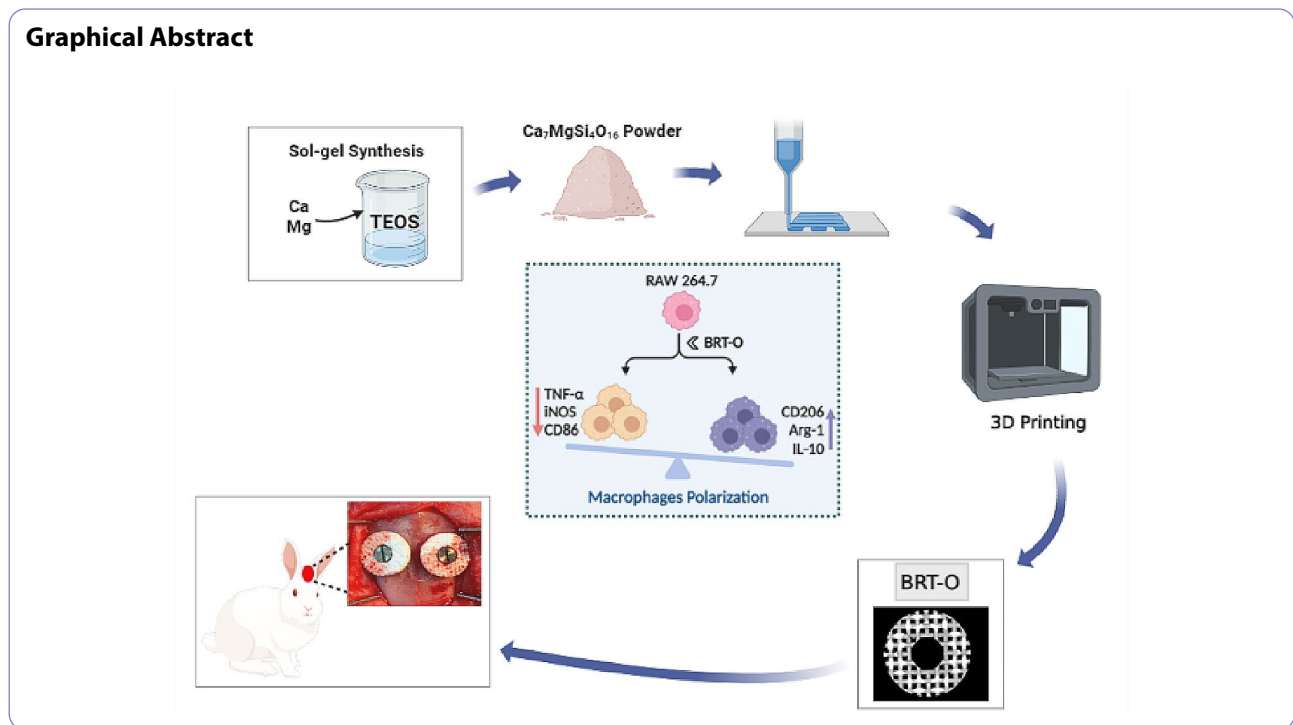 Graphical Abstract
Sol-gel Synthesis
Ca
Mg
TEOS
Ca₇MgSi₄O₁₆ Powder
3D Printing
RAW 264.7
BRT-O
TNF-α
iNOS
CD86
CD206
Arg-1
IL-10
Macrophages Polarization
BRT-O